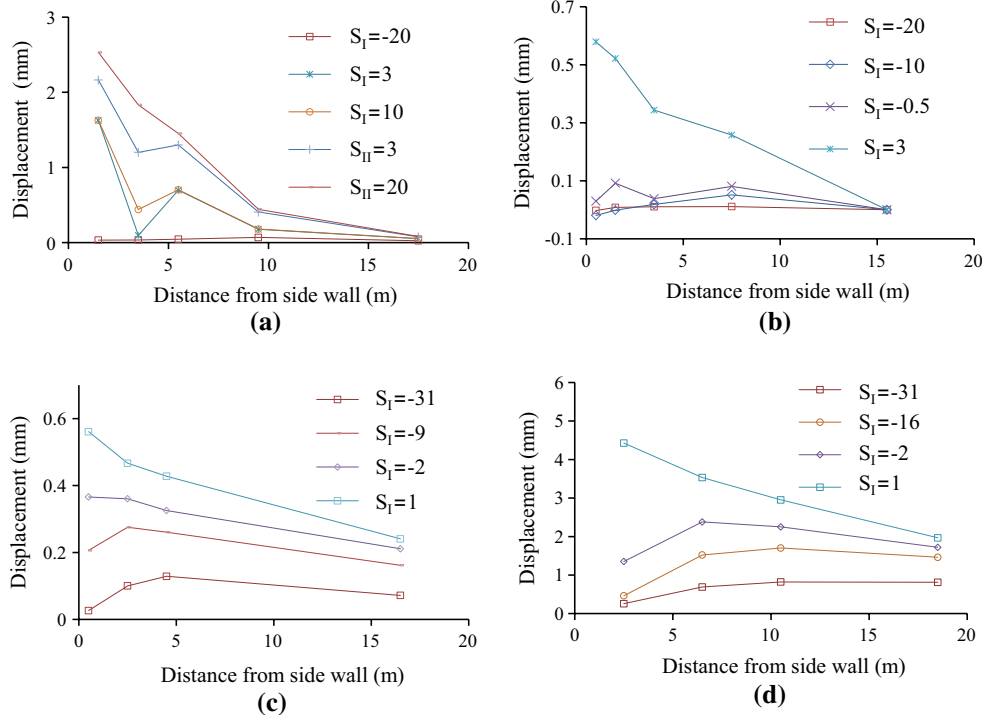 Displacement (mm)
3
2
1
0
0
5
10
15
20
Distance from side wall (m)
S_I=-20
S_I=3
S_I=10
S_II=3
S_II=20
(a)
Displacement (mm)
0.7
0.5
0.3
0.1
-0.1
0
5
10
15
20
Distance from side wall (m)
S_I=-20
S_I=-10
S_I=-0.5
S_I=3
(b)
Displacement (mm)
0.6
0.4
0.2
0
0
5
10
15
20
Distance from side wall (m)
S_I=-31
S_I=-9
S_I=-2
S_I=1
(c)
Displacement (mm)
6
5
4
3
2
1
0
0
5
10
15
20
Distance from side wall (m)
S_I=-31
S_I=-16
S_I=-2
S_I=1
(d)